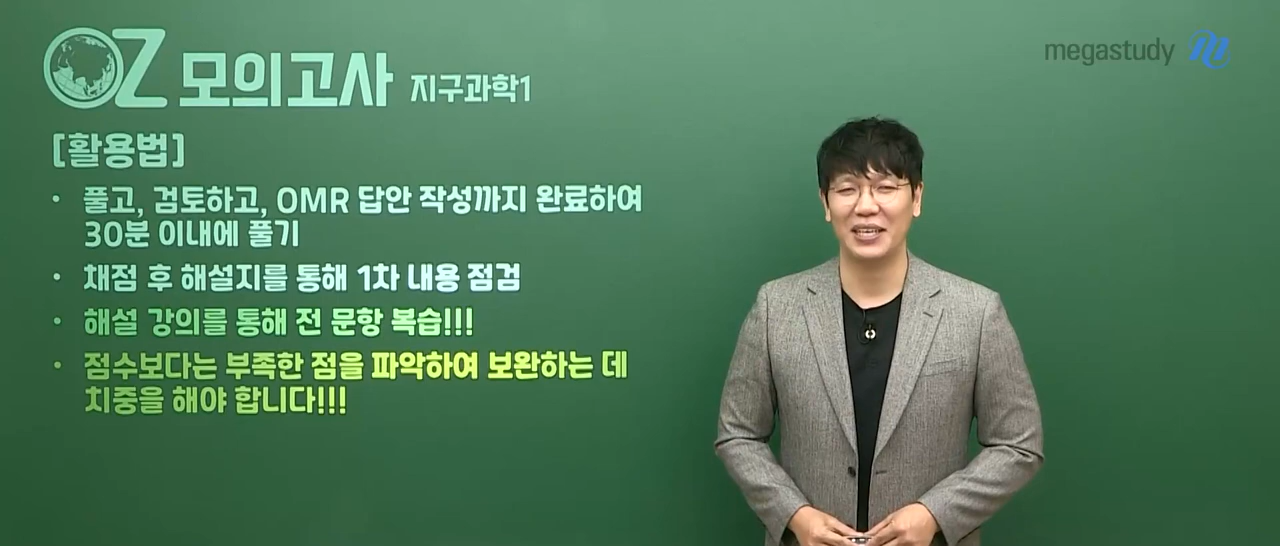 OZ 모의고사 지구과학1
megastudy
[활용법]
• 풀고, 검토하고, OMR 답안 작성까지 완료하여
30분 이내에 풀기
• 채점 후 해설지를 통해 1차 내용 점검
• 해설 강의를 통해 전 문항 복습!!!
• 점수보다는 부족한 점을 파악하여 보완하는 데
치중을 해야 합니다!!!